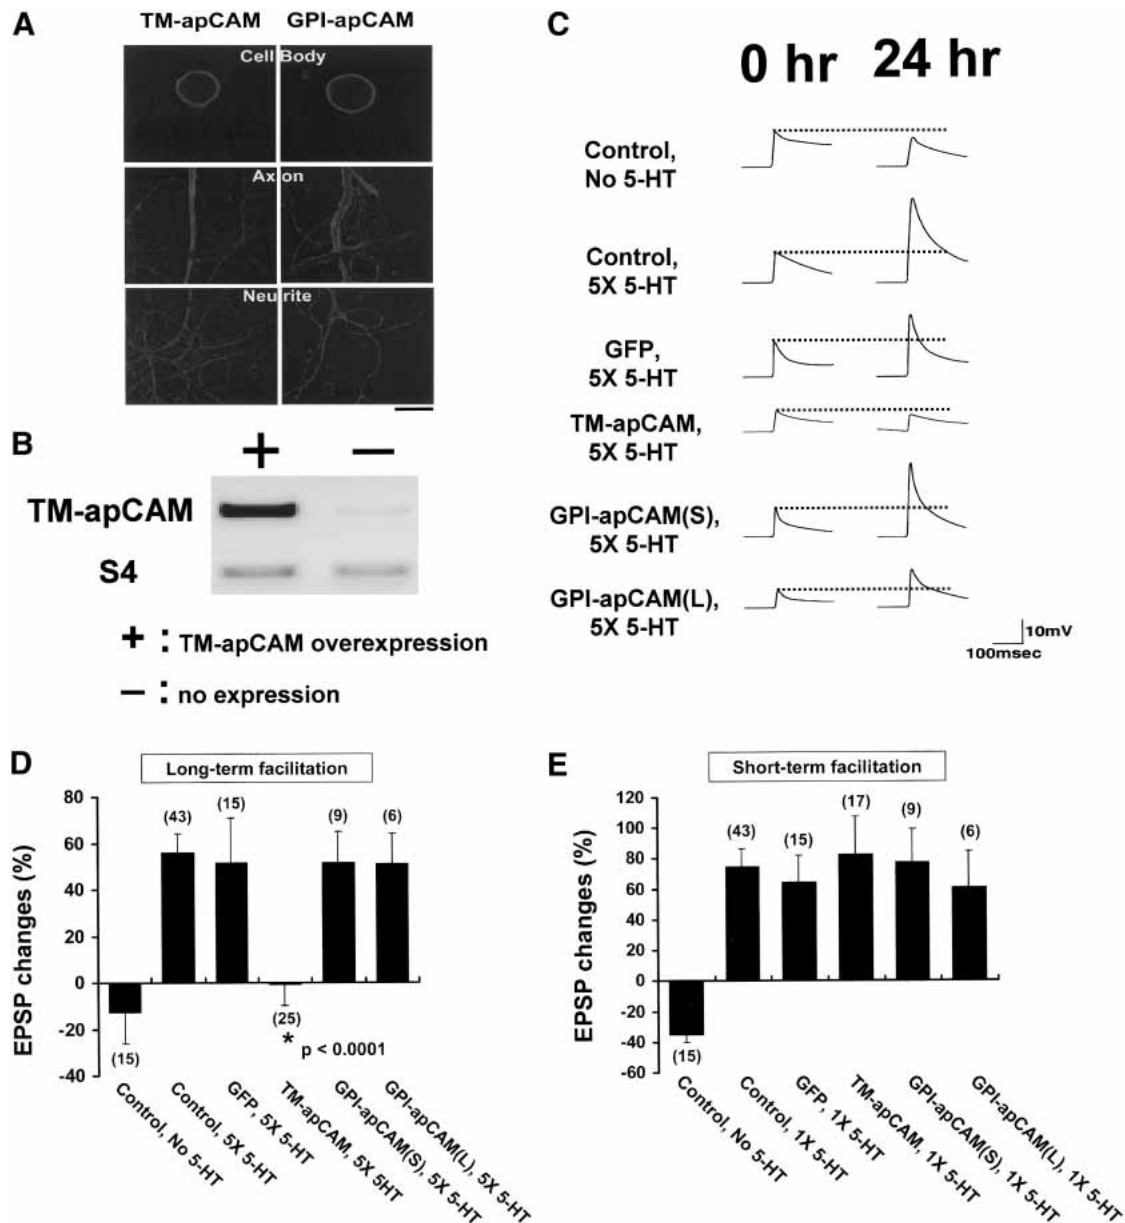 A
TM-apCAM GPI-apCAM
Cell Body
Axon
Neurite
B
+ −
TM-apCAM
S4
+ : TM-apCAM overexpression
− : no expression
C
0 hr 24 hr
Control,
No 5-HT
Control,
5X 5-HT
GFP,
5X 5-HT
TM-apCAM,
5X 5-HT
GPI-apCAM(S),
5X 5-HT
GPI-apCAM(L),
5X 5-HT
10mV
100msec
D
Long-term facilitation
EPSP changes (%)
80
60
40
20
0
-20
-40
(15)
(43)
(15)
(25)
* p < 0.0001
(9)
(6)
Control, No 5-HT
Control, 5X 5-HT
GFP, 5X 5-HT
TM-apCAM, 5X 5HT
GPI-apCAM(S), 5X 5-HT
GPI-apCAM(L), 5X 5-HT
E
Short-term facilitation
EPSP changes (%)
120
100
80
60
40
20
0
-20
-40
-60
(15)
(43)
(15)
(17)
(9)
(6)
Control, No 5-HT
Control, 1X 5-HT
GFP, 1X 5-HT
TM-apCAM, 1X 5-HT
GPI-apCAM(S), 1X 5-HT
GPI-apCAM(L), 1X 5-HT